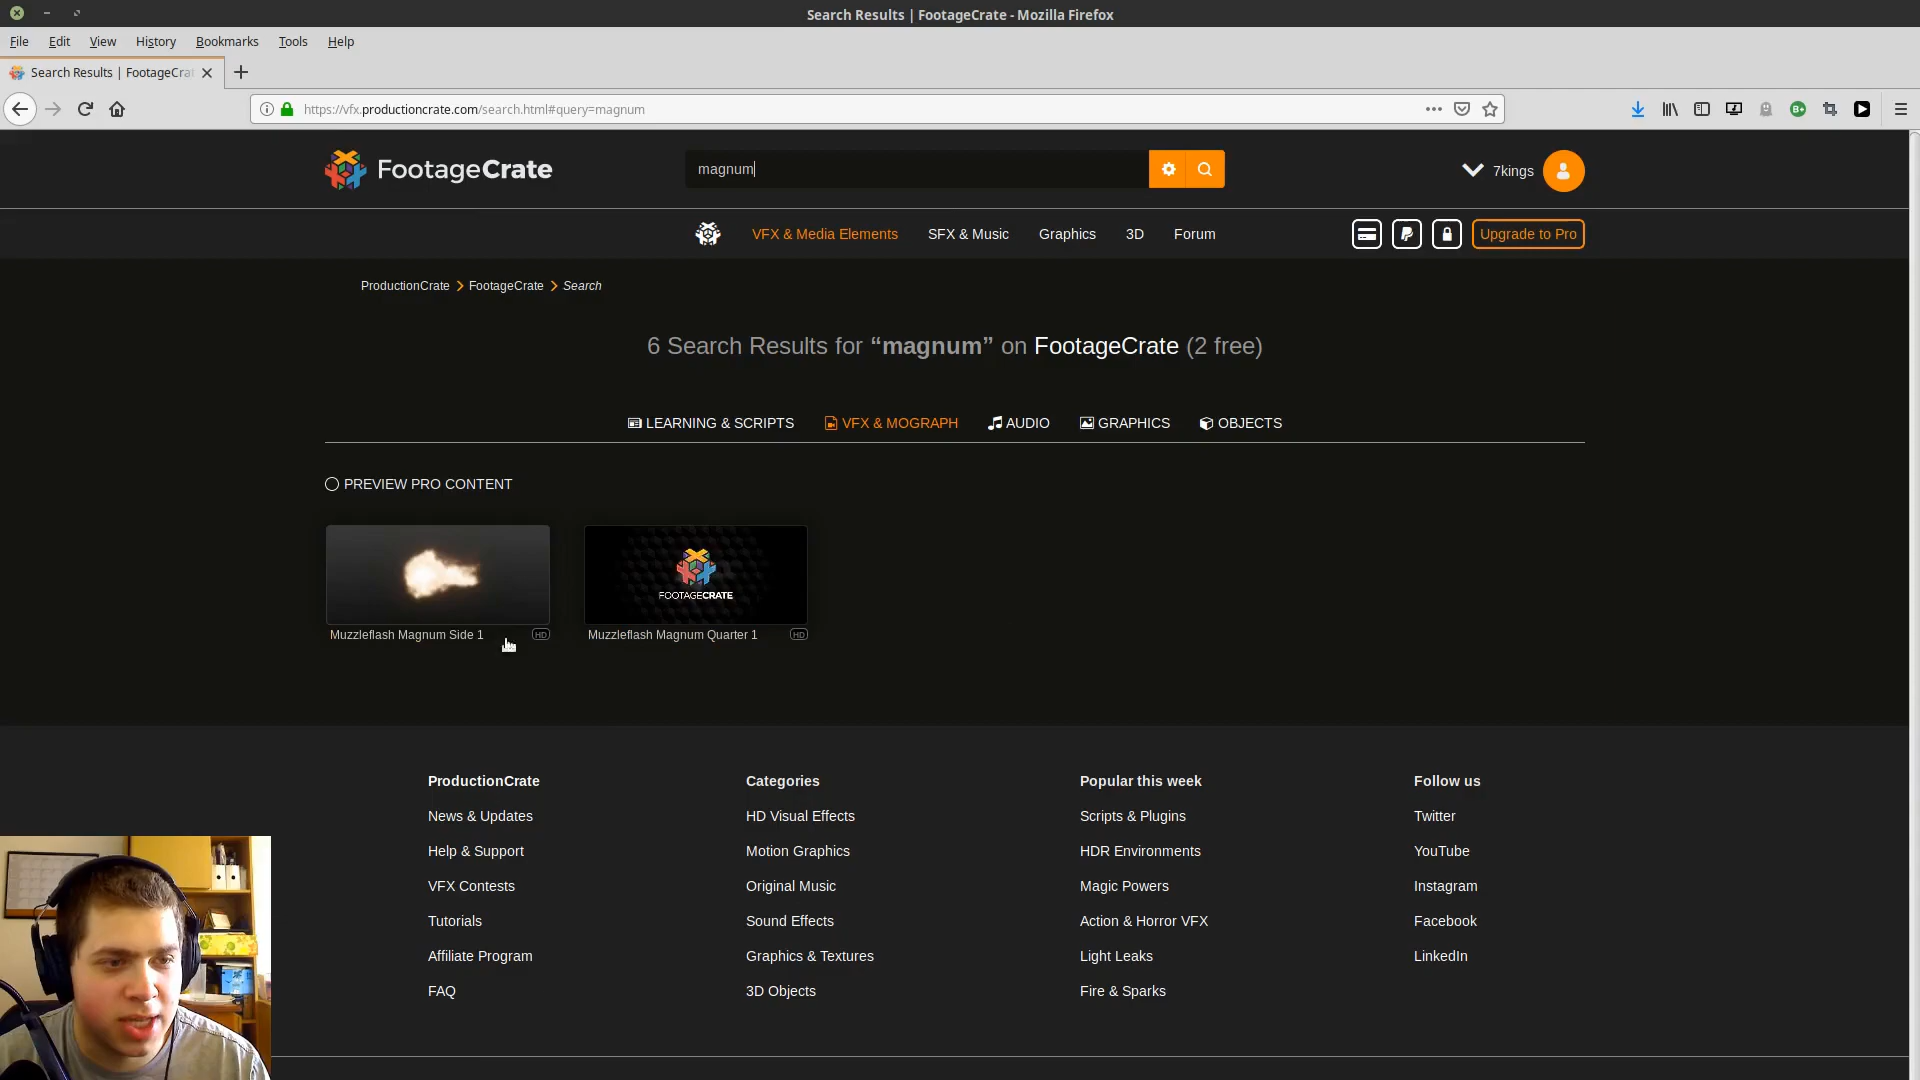 Search Results | FootageCrate - Mozilla Firefox
File Edit View History Bookmarks Tools Help
Search Results | FootageCrat
https://vfx.productioncrate.com/search.html#query=magnum
FootageCrate
magnum
7kings
VFX & Media Elements SFX & Music Graphics 3D Forum
Upgrade to Pro
ProductionCrate FootageCrate Search
6 Search Results for “magnum” on FootageCrate (2 free)
LEARNING & SCRIPTS VFX & MOGRAPH AUDIO GRAPHICS OBJECTS
PREVIEW PRO CONTENT
FOOTAGECRATE
Muzzleflash Magnum Side 1 HD
Muzzleflash Magnum Quarter 1 HD
ProductionCrate
News & Updates
Help & Support
VFX Contests
Tutorials
Affiliate Program
FAQ
Categories
HD Visual Effects
Motion Graphics
Original Music
Sound Effects
Graphics & Textures
3D Objects
Popular this week
Scripts & Plugins
HDR Environments
Magic Powers
Action & Horror VFX
Light Leaks
Fire & Sparks
Follow us
Twitter
YouTube
Instagram
Facebook
LinkedIn